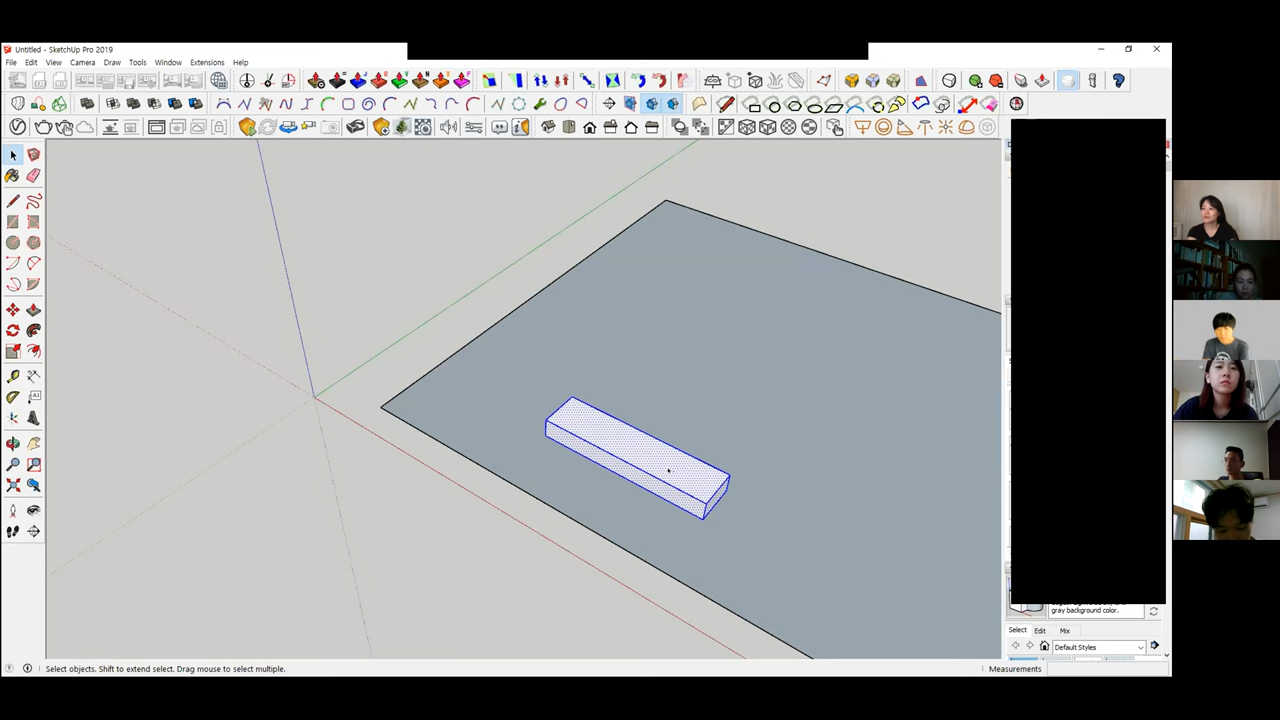 Untitled - SketchUp Pro 2019
File Edit View Camera Draw Tools Window Extensions Help
gray background color.
Select Edit Mix
Default Styles
Select objects. Shift to extend select. Drag mouse to select multiple.
Measurements